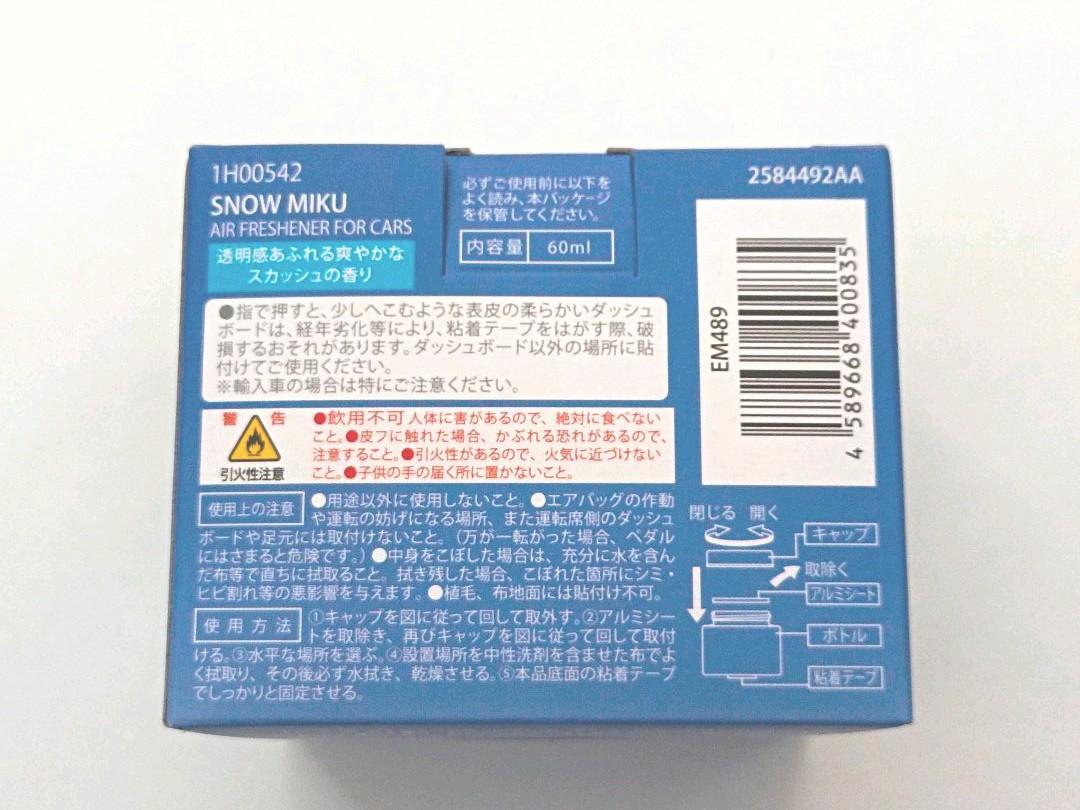 1H00542
SNOW MIKU
AIR FRESHENER FOR CARS
透明感あふれる爽やかな
スカッシュの香り
必ずご使用前に以下を
よく読み、本パッケージ
を保管してください。
内容量 60ml
2584492AA
●指で押すと、少しへこむような表皮の柔らかいダッシュ
ボードは、経年劣化等により、粘着テープをはがす際、破
損するおそれがあります。ダッシュボード以外の場所に貼
付けてご使用ください。
※輸入車の場合は特にご注意ください。
EM489
4 589668 400835
警 告
引火性注意
●飲用不可 人体に害があるので、絶対に食べない
こと。●皮フに触れた場合、かぶれる恐れがあるので、
注意すること。●引火性があるので、火気に近づけない
こと。●子供の手の届く所に置かないこと。
使用上の注意 ●用途以外に使用しないこと。●エアバッグの作動
や運転の妨げになる場所、また運転席側のダッシュ
ボードや足元には取付けないこと。(万が一転がった場合、ペダル
にはさまると危険です。)●中身をこぼした場合は、充分に水を含ん
だ布等で直ちに拭取ること。拭き残した場合、こぼれた箇所にシミ・
ヒビ割れ等の悪影響を与えます。●植毛、布地面には貼付け不可。
使用方法 ①キャップを図に従って回して取外す。②アルミシー
トを取除き、再びキャップを図に従って回して取付
ける。③水平な場所を選ぶ。④設置場所を中性洗剤を含ませた布でよ
く拭取り、その後必ず水拭き、乾燥させる。⑤本品底面の粘着テープ
でしっかりと固定させる。
閉じる 開く
キャップ
取除く
アルミシート
ボトル
粘着テープ